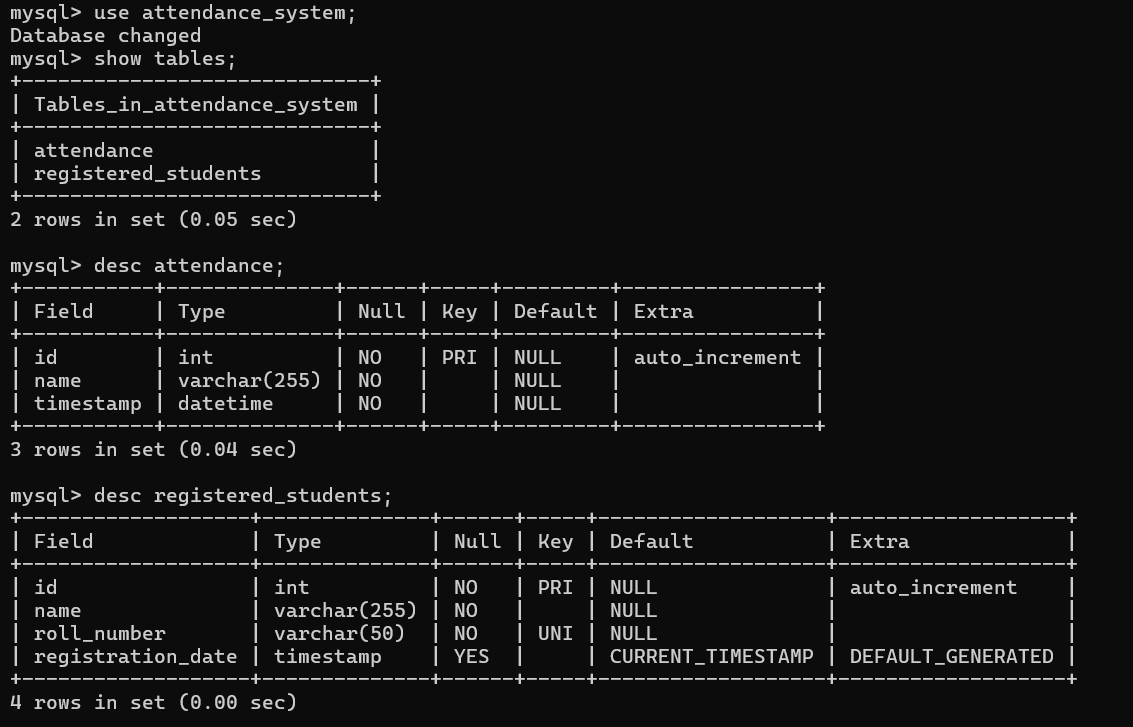 mysql> use attendance_system;
Database changed
mysql> show tables;
+-----------------------------+
| Tables_in_attendance_system |
+-----------------------------+
| attendance                  |
| registered_students         |
+-----------------------------+
2 rows in set (0.05 sec)

mysql> desc attendance;
+-----------+--------------+------+-----+---------+----------------+
| Field     | Type         | Null | Key | Default | Extra          |
+-----------+--------------+------+-----+---------+----------------+
| id        | int          | NO   | PRI | NULL    | auto_increment |
| name      | varchar(255) | NO   |     | NULL    |                |
| timestamp | datetime     | NO   |     | NULL    |                |
+-----------+--------------+------+-----+---------+----------------+
3 rows in set (0.04 sec)

mysql> desc registered_students;
+-------------------+--------------+------+-----+-------------------+-------------------+
| Field             | Type         | Null | Key | Default           | Extra             |
+-------------------+--------------+------+-----+-------------------+-------------------+
| id                | int          | NO   | PRI | NULL              | auto_increment    |
| name              | varchar(255) | NO   |     | NULL              |                   |
| roll_number       | varchar(50)  | NO   | UNI | NULL              |                   |
| registration_date | timestamp    | YES  |     | CURRENT_TIMESTAMP | DEFAULT_GENERATED |
+-------------------+--------------+------+-----+-------------------+-------------------+
4 rows in set (0.00 sec)